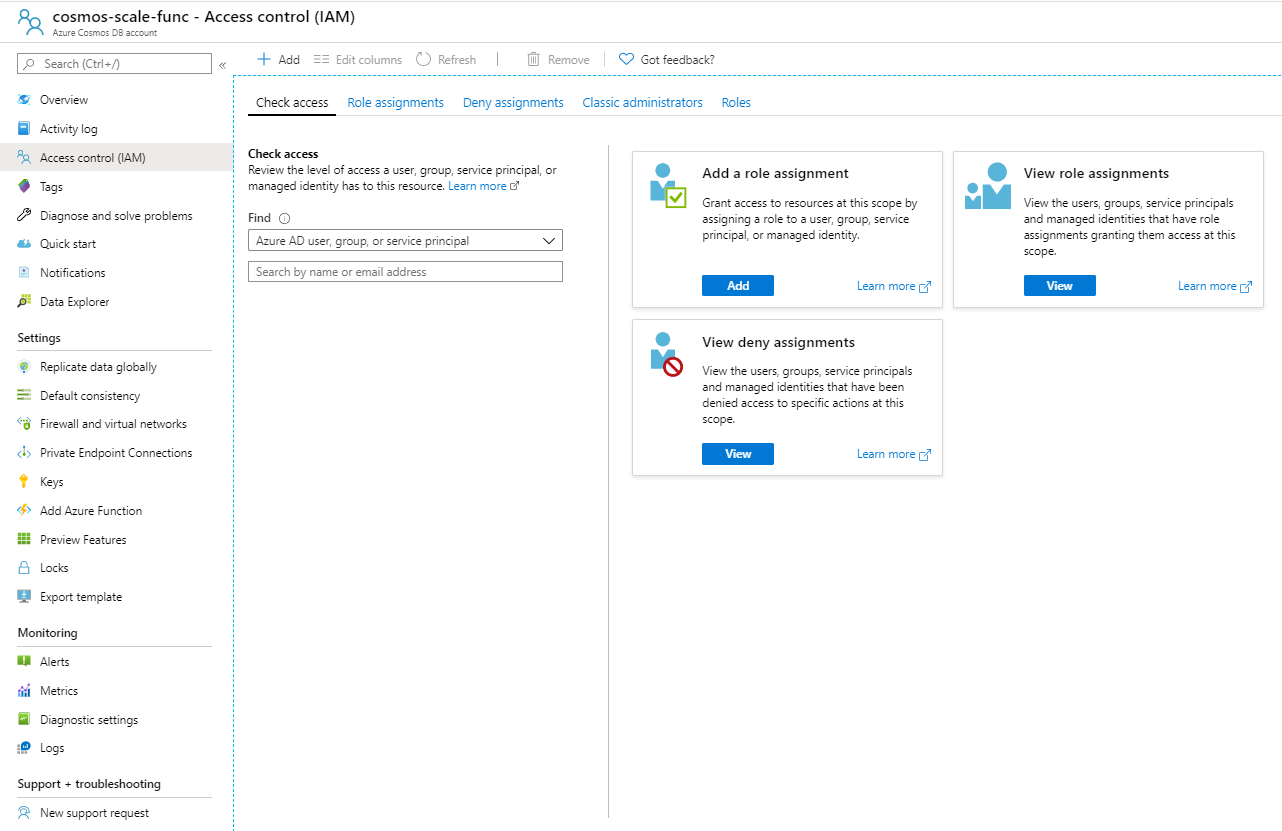 cosmos-scale-func - Access control (IAM)
Azure Cosmos DB account
Search (Ctrl+/)
«
Add
Edit columns
Refresh
Remove
Got feedback?
Overview
Activity log
Access control (IAM)
Tags
Diagnose and solve problems
Quick start
Notifications
Data Explorer
Settings
Replicate data globally
Default consistency
Firewall and virtual networks
Private Endpoint Connections
Keys
Add Azure Function
Preview Features
Locks
Export template
Monitoring
Alerts
Metrics
Diagnostic settings
Logs
Support + troubleshooting
New support request
Check access
Role assignments
Deny assignments
Classic administrators
Roles
Check access
Review the level of access a user, group, service principal, or
managed identity has to this resource. Learn more
Find
Azure AD user, group, or service principal
Search by name or email address
Add a role assignment
Grant access to resources at this scope by
assigning a role to a user, group, service
principal, or managed identity.
Add
Learn more
View role assignments
View the users, groups, service principals
and managed identities that have role
assignments granting them access at this
scope.
View
Learn more
View deny assignments
View the users, groups, service principals
and managed identities that have been
denied access to specific actions at this
scope.
View
Learn more